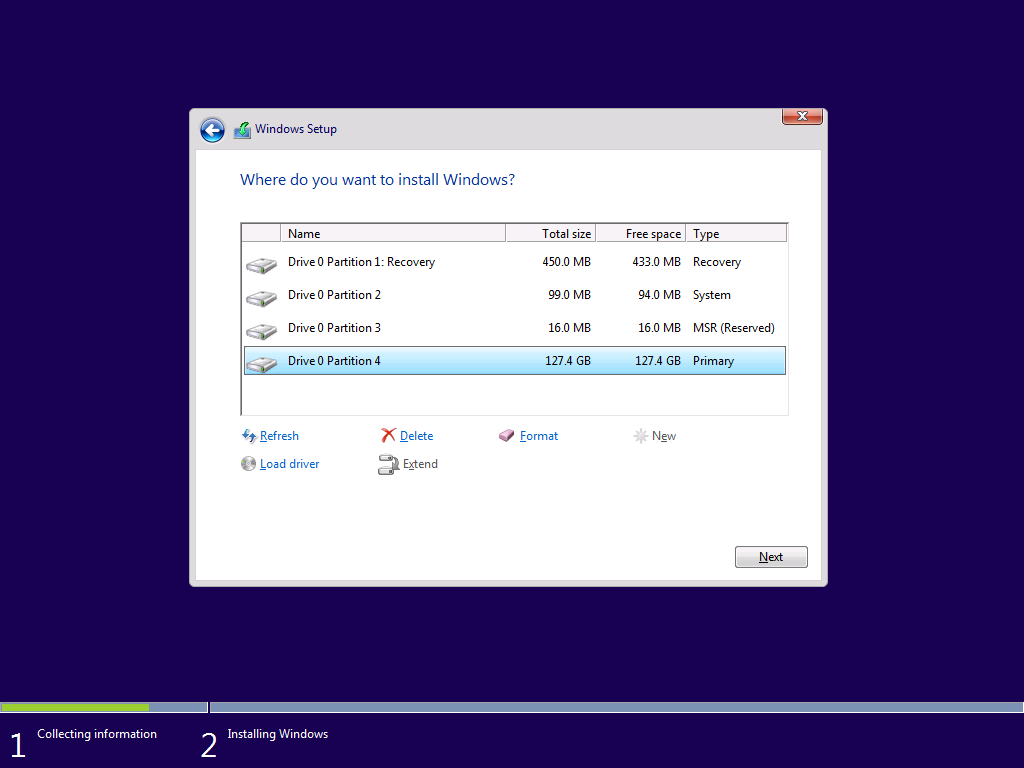 Windows Setup
Where do you want to install Windows?
Name Total size Free space Type
Drive 0 Partition 1: Recovery 450.0 MB 433.0 MB Recovery
Drive 0 Partition 2 99.0 MB 94.0 MB System
Drive 0 Partition 3 16.0 MB 16.0 MB MSR (Reserved)
Drive 0 Partition 4 127.4 GB 127.4 GB Primary
Refresh Delete Format New
Load driver Extend
Next
1 Collecting information 2 Installing Windows